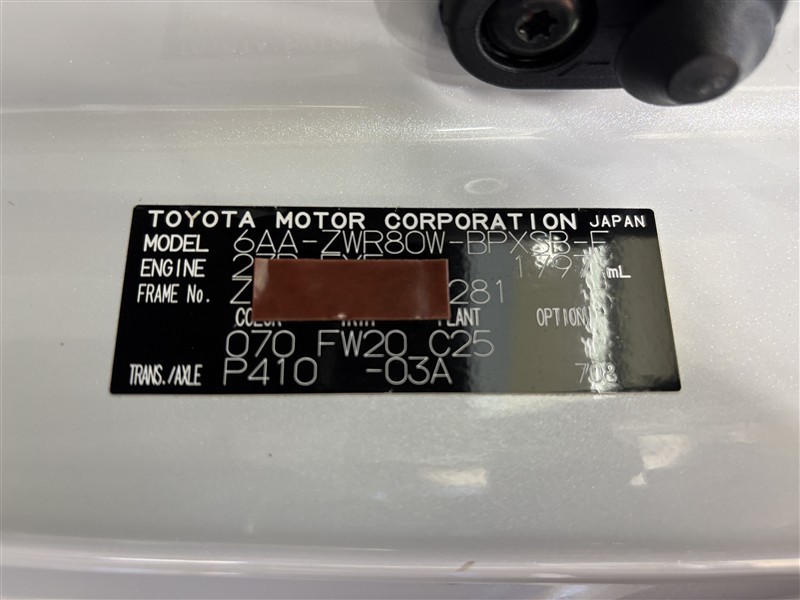 TOYOTA MOTOR CORPORATION JAPAN
MODEL 6AA-ZWR80W-BPXSB-E
ENGINE 1797 mL
FRAME No. Z 281
COLOR TRIM PLANT OPTION
070 FW20 C25
TRANS./AXLE P410 -03A 703